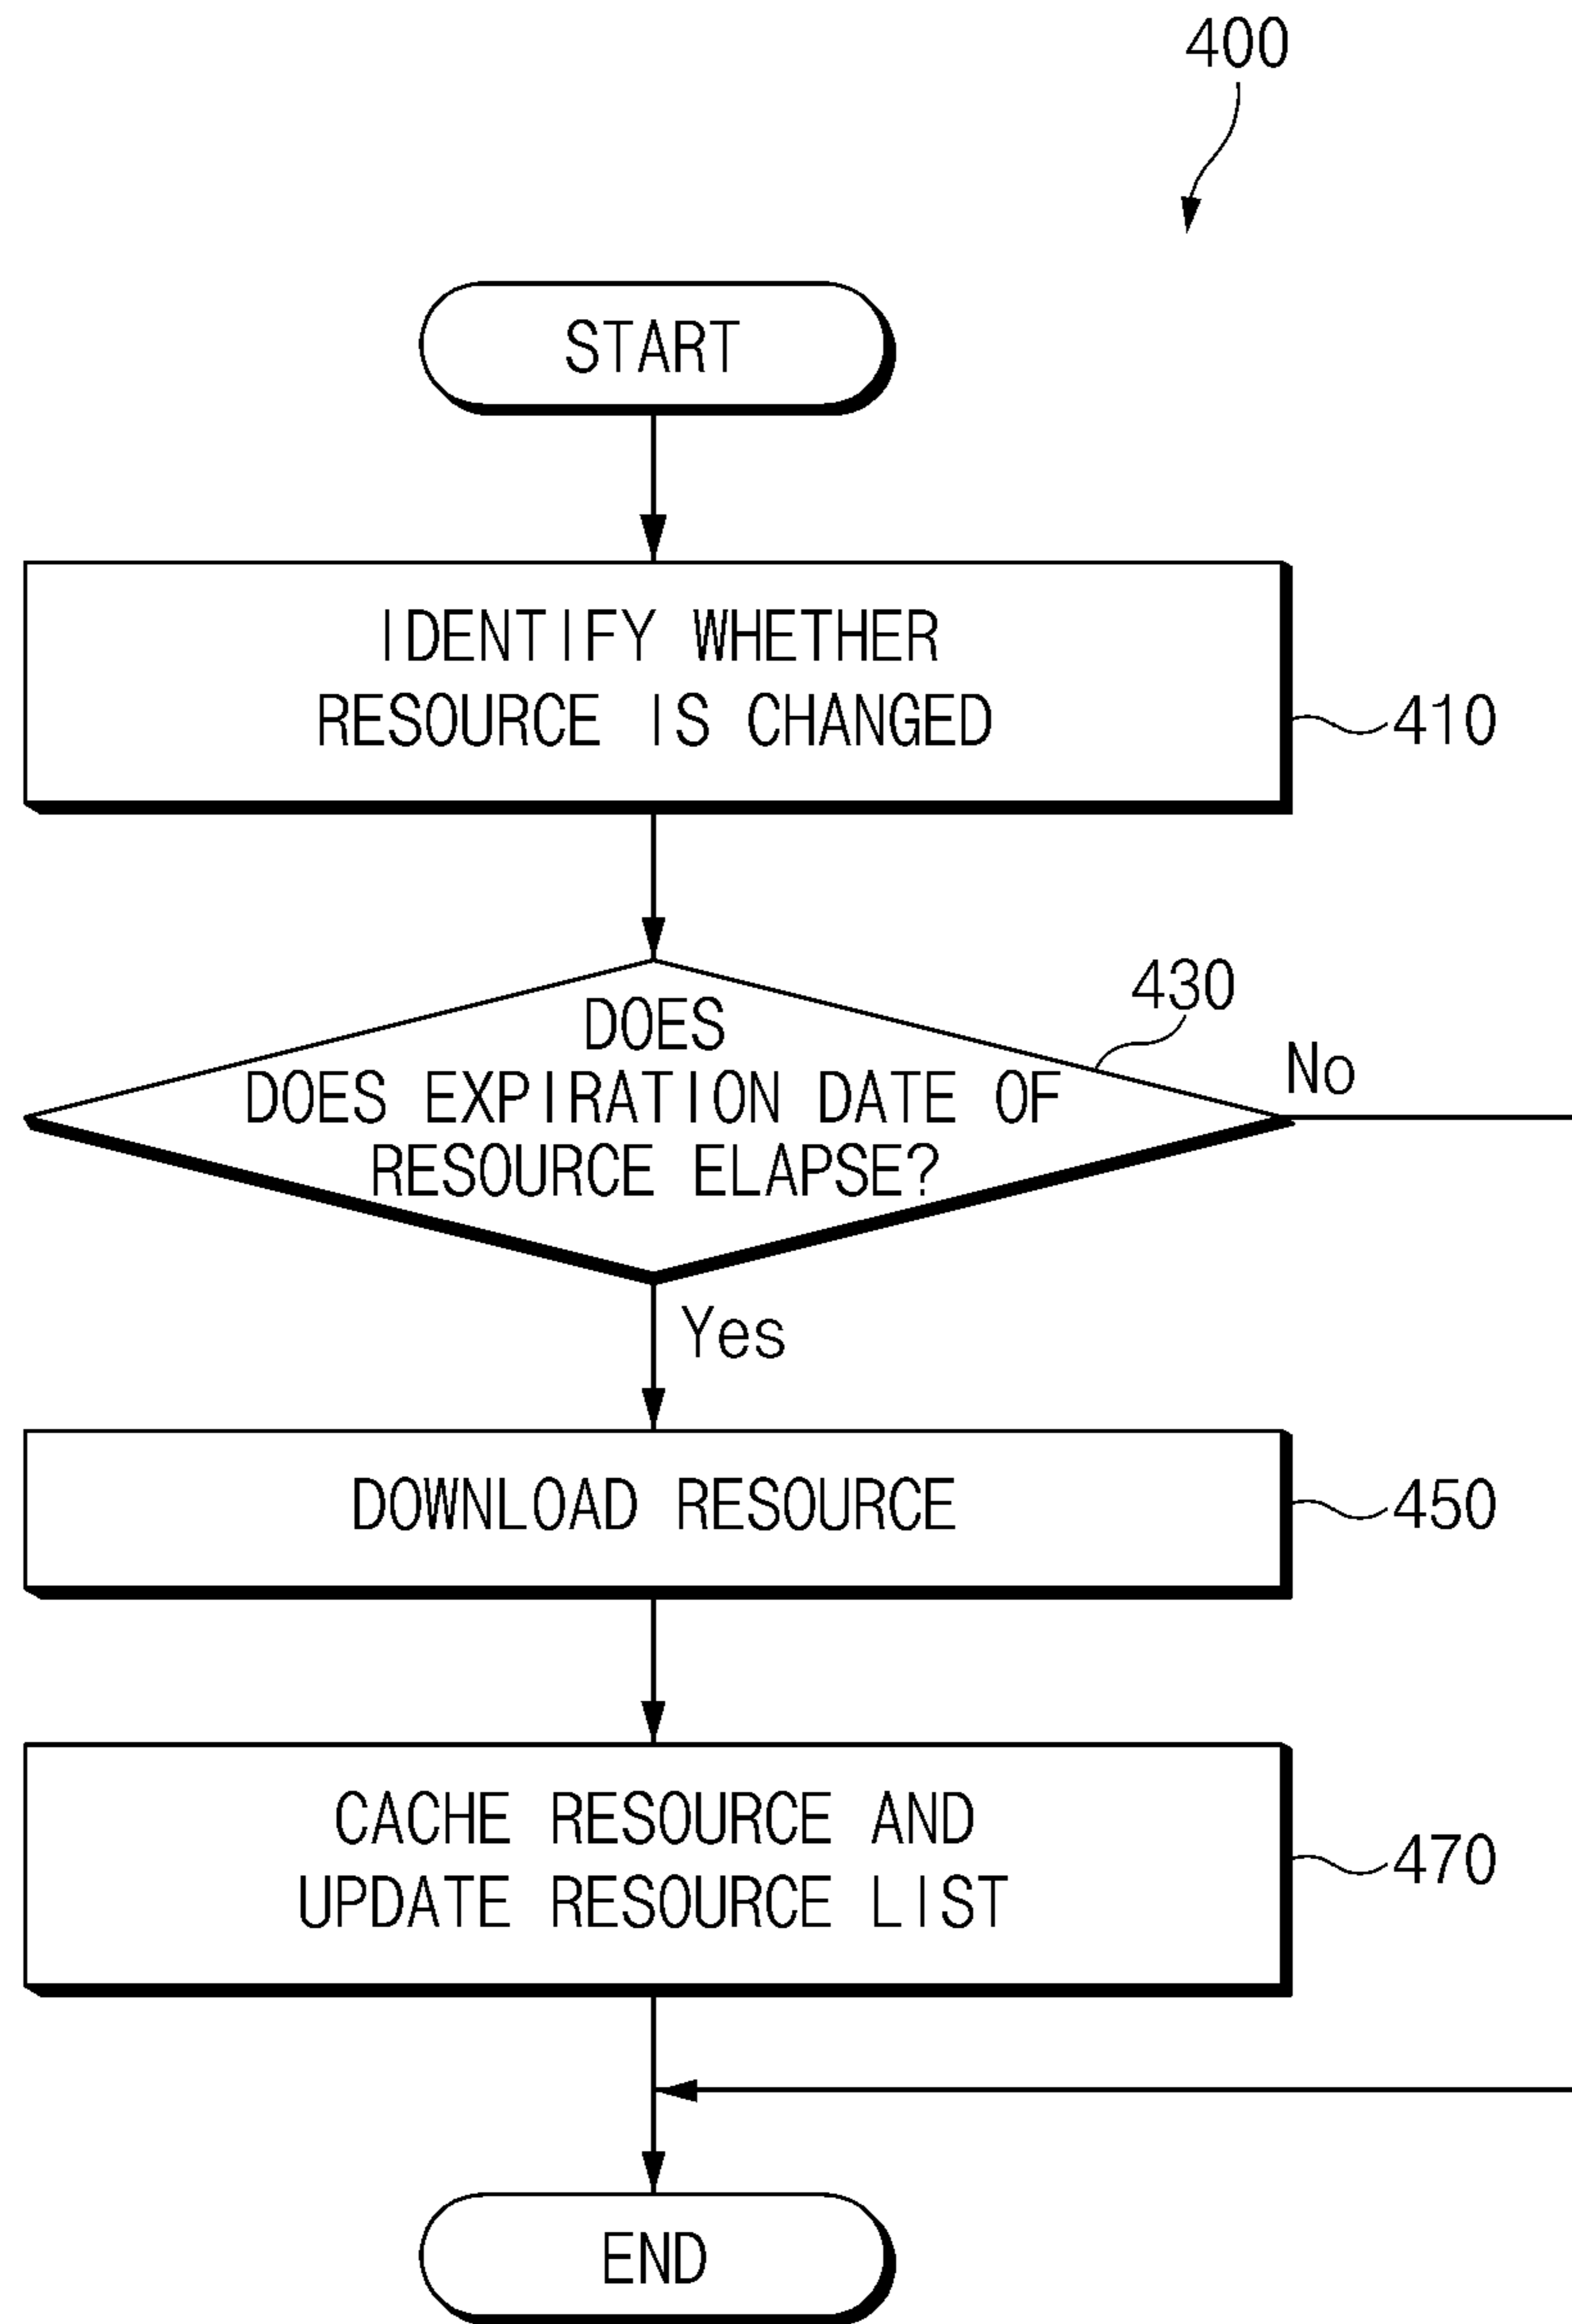 400
START
IDENTIFY WHETHER
RESOURCE IS CHANGED
410
430
DOES
DOES EXPIRATION DATE OF
RESOURCE ELAPSE?
No
Yes
DOWNLOAD RESOURCE
450
CACHE RESOURCE AND
UPDATE RESOURCE LIST
470
END